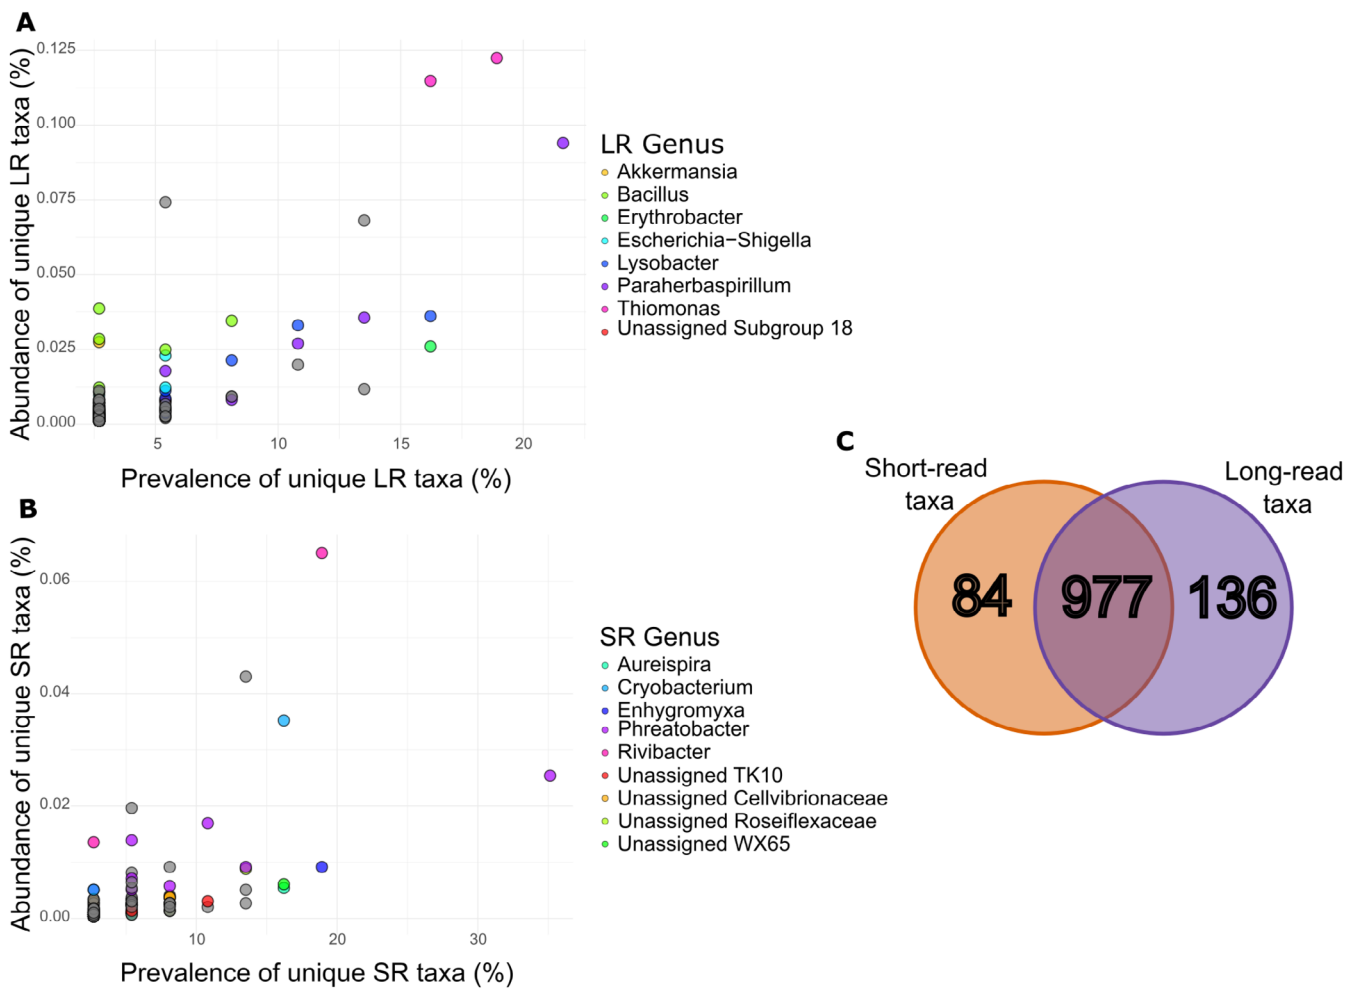 A
Abundance of unique LR taxa (%)
0.125
0.100
0.075
0.050
0.025
0.000
5
10
15
20
Prevalence of unique LR taxa (%)
LR Genus
Akkermansia
Bacillus
Erythrobacter
Escherichia−Shigella
Lysobacter
Paraherbaspirillum
Thiomonas
Unassigned Subgroup 18
B
Abundance of unique SR taxa (%)
0.06
0.04
0.02
0.00
10
20
30
Prevalence of unique SR taxa (%)
SR Genus
Aureispira
Cryobacterium
Enhygromyxa
Phreatobacter
Rivibacter
Unassigned TK10
Unassigned Cellvibrionaceae
Unassigned Roseiflexaceae
Unassigned WX65
C
Short-read
taxa
Long-read
taxa
84
977
136